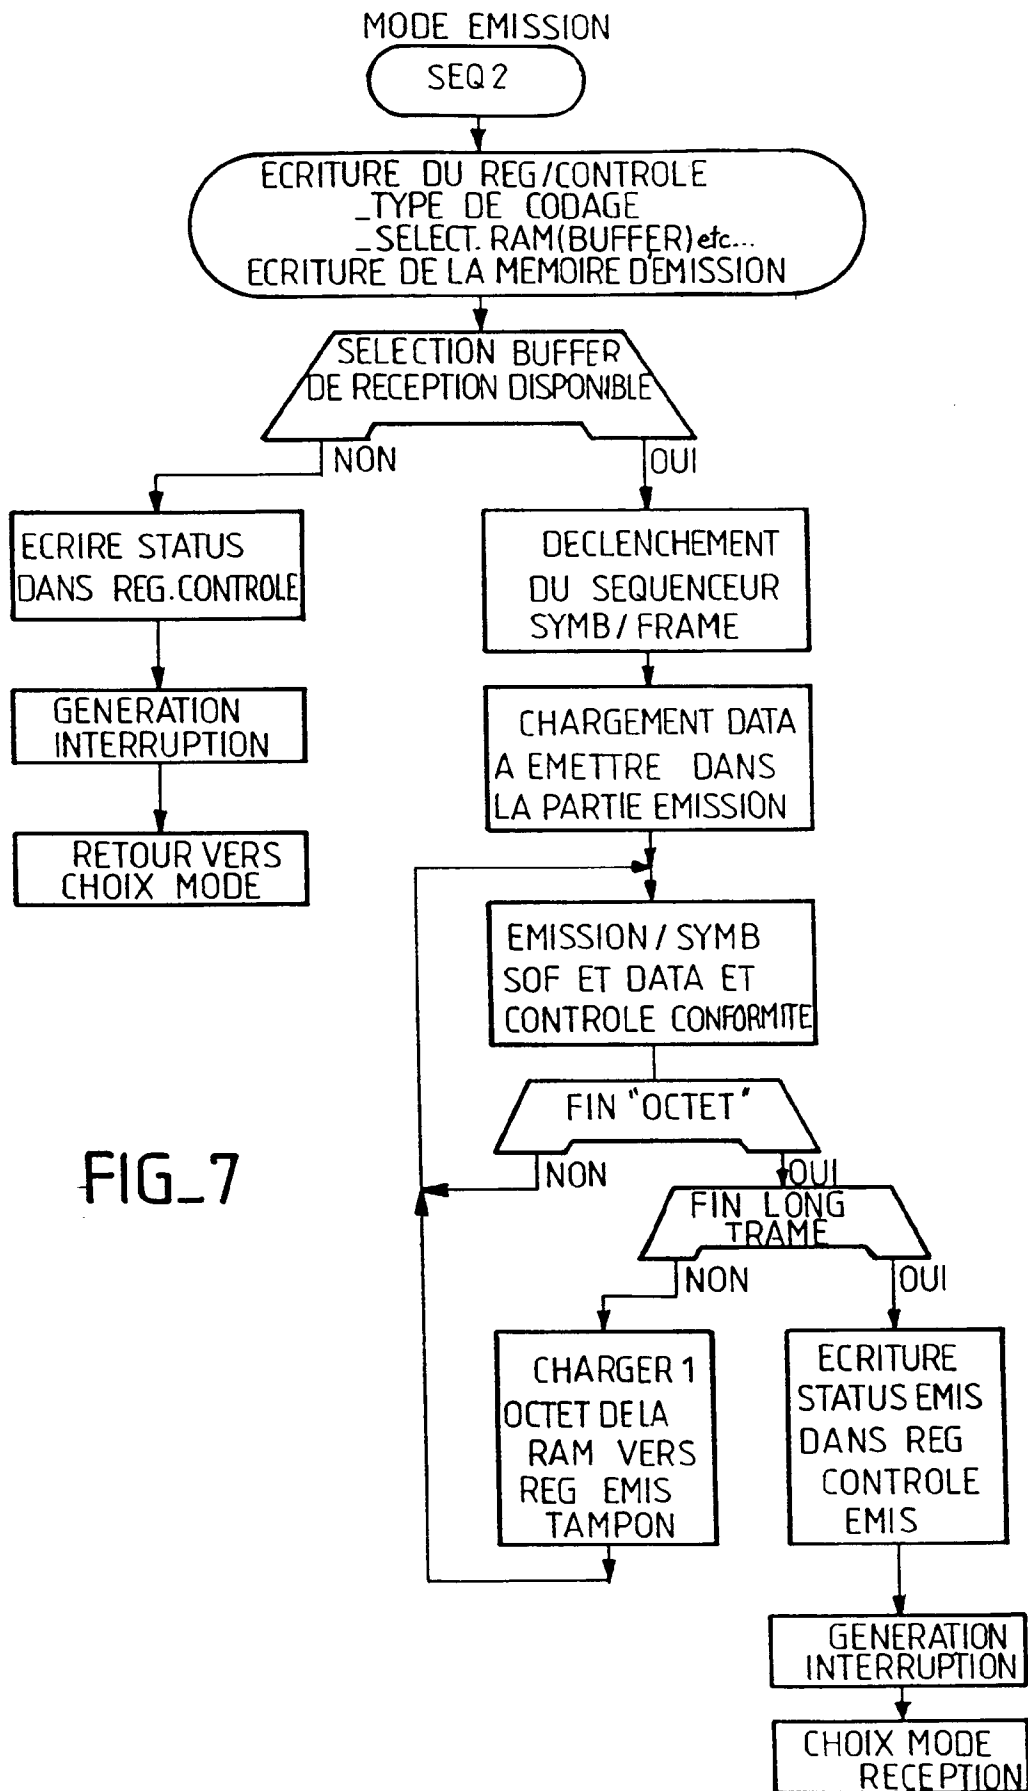 MODE EMISSION
SEQ2
ECRITURE DU REG/CONTROLE
_TYPE DE CODAGE
_SELECT. RAM(BUFFER) etc...
ECRITURE DE LA MEMOIRE D'EMISSION
SELECTION BUFFER
DE RECEPTION DISPONIBLE
NON
OUI
ECRIRE STATUS
DANS REG.CONTROLE
GENERATION
INTERRUPTION
RETOUR VERS
CHOIX MODE
DECLENCHEMENT
DU SEQUENCEUR
SYMB/FRAME
CHARGEMENT DATA
A EMETTRE DANS
LA PARTIE EMISSION
EMISSION/SYMB
SOF ET DATA ET
CONTROLE CONFORMITE
FIN "OCTET"
NON
OUI
FIN LONG
TRAME
NON
OUI
CHARGER 1
OCTET DE LA
RAM VERS
REG EMIS
TAMPON
ECRITURE
STATUS EMIS
DANS REG
CONTROLE
EMIS
GENERATION
INTERRUPTION
CHOIX MODE
RECEPTION
FIG_7